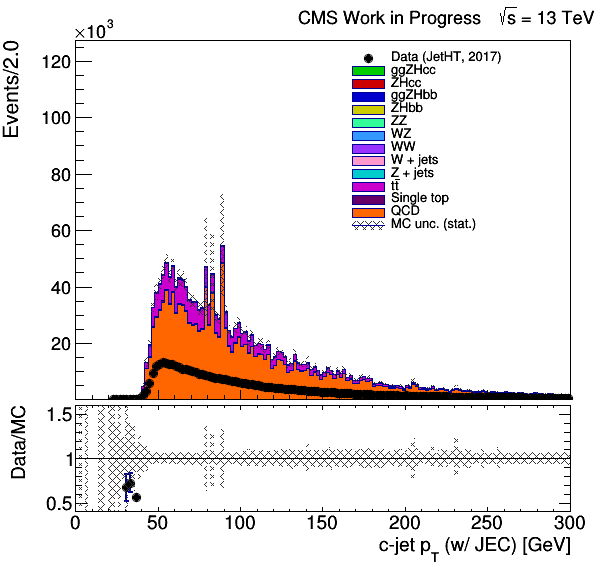 CMS Work in Progress √s = 13 TeV
×10³
Events/2.0
120
100
80
60
40
20
Data (JetHT, 2017)
ggZHcc
ZHcc
ggZHbb
ZHbb
ZZ
WZ
WW
W + jets
Z + jets
tt̄
Single top
QCD
MC unc. (stat.)
Data/MC
1.5
1
0.5
0 50 100 150 200 250 300
c-jet p_T (w/ JEC) [GeV]